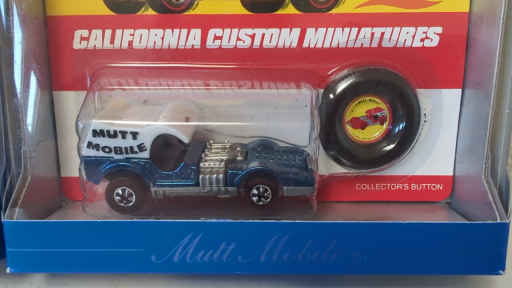 CALIFORNIA CUSTOM MINIATURES
MUTT
MOBILE
COLLECTOR'S BUTTON
Mutt Mobile